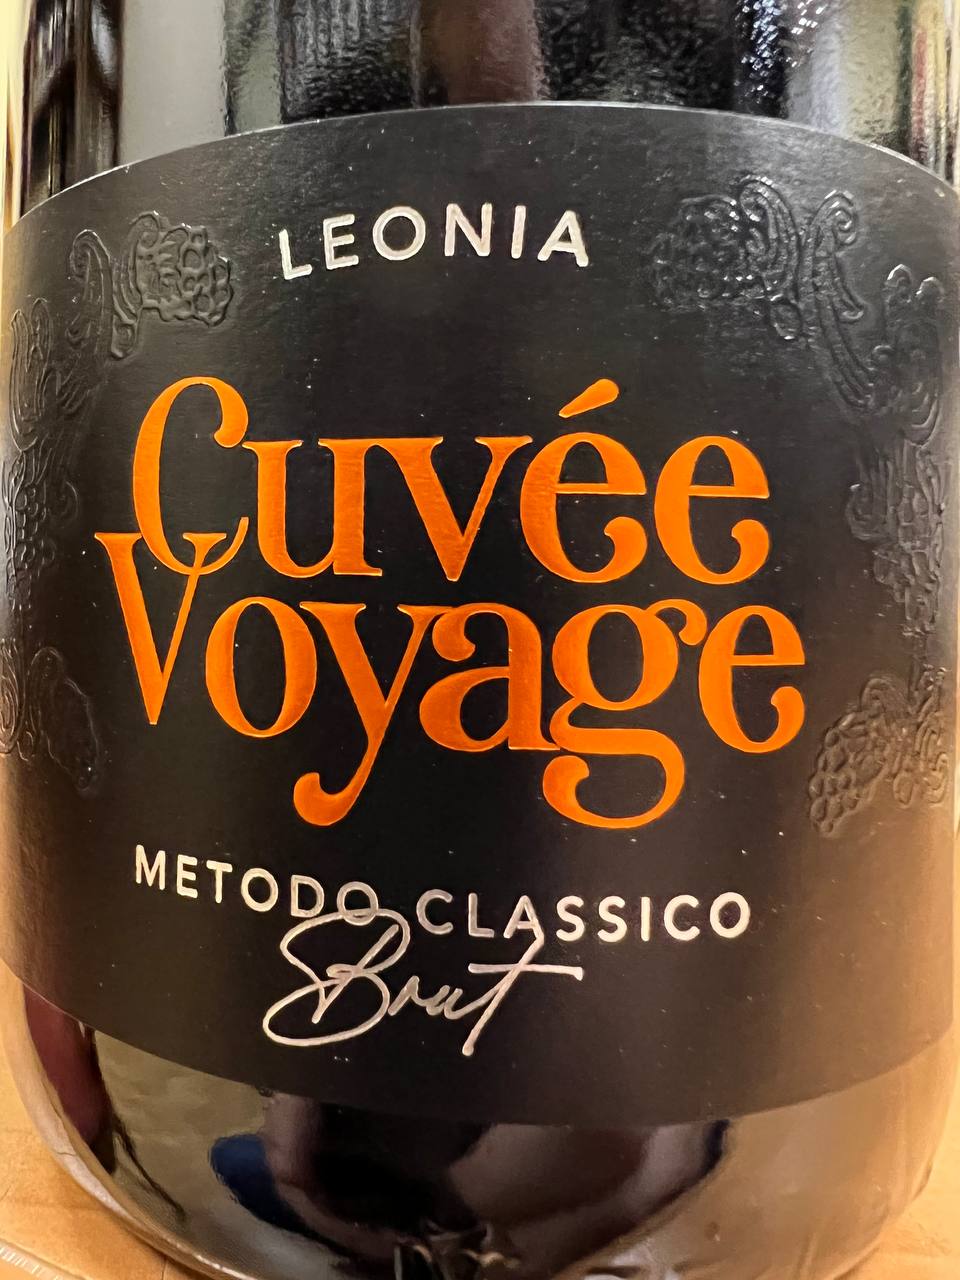 LEONIA
Cuvée
Voyage
METODO CLASSICO
Brut